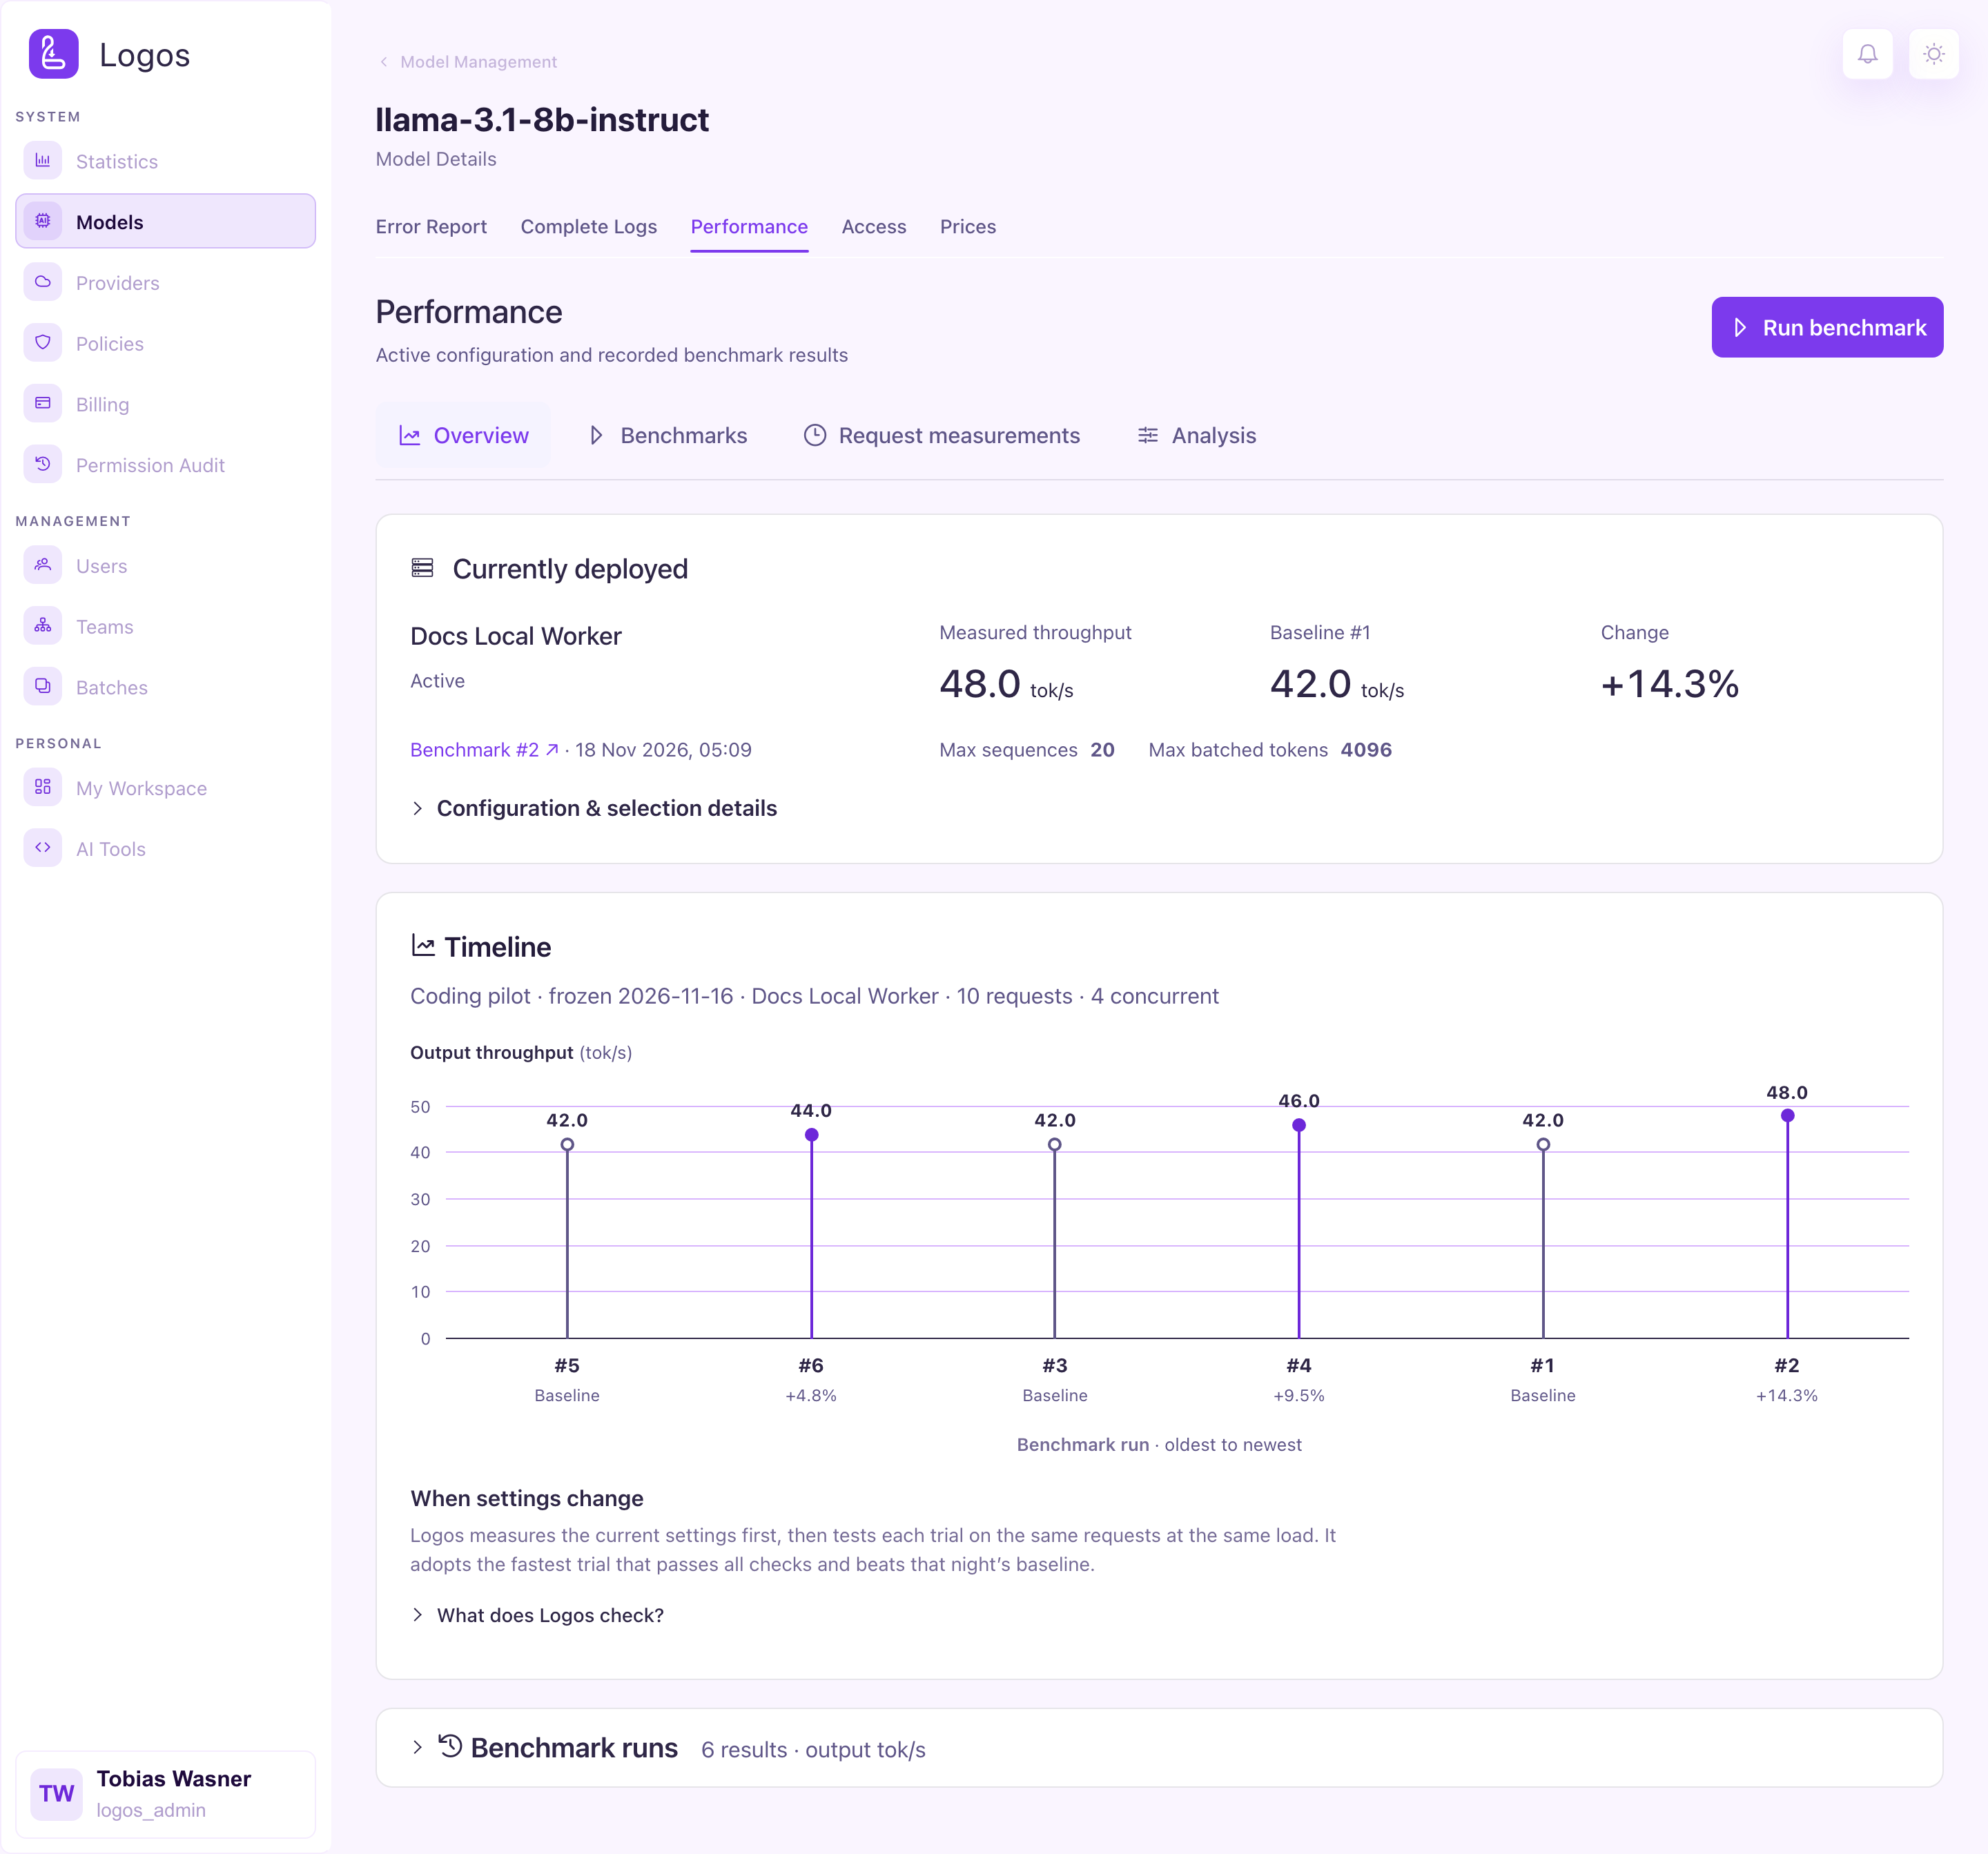 Logos
SYSTEM
Statistics
Models
Providers
Policies
Billing
Permission Audit
MANAGEMENT
Users
Teams
Batches
PERSONAL
My Workspace
AI Tools
TW
Tobias Wasner
logos_admin
Model Management
llama-3.1-8b-instruct
Model Details
Error Report Complete Logs Performance Access Prices
Performance
Active configuration and recorded benchmark results
Run benchmark
Overview Benchmarks Request measurements Analysis
Currently deployed
Docs Local Worker
Active
Measured throughput
48.0 tok/s
Baseline #1
42.0 tok/s
Change
+14.3%
Benchmark #2 ↗ · 18 Nov 2026, 05:09
Max sequences 20 Max batched tokens 4096
Configuration & selection details
Timeline
Coding pilot · frozen 2026-11-16 · Docs Local Worker · 10 requests · 4 concurrent
Output throughput (tok/s)
50
40
30
20
10
0
42.0 44.0 42.0 46.0 42.0 48.0
#5 #6 #3 #4 #1 #2
Baseline +4.8% Baseline +9.5% Baseline +14.3%
Benchmark run · oldest to newest
When settings change
Logos measures the current settings first, then tests each trial on the same requests at the same load. It
adopts the fastest trial that passes all checks and beats that night’s baseline.
What does Logos check?
Benchmark runs 6 results · output tok/s